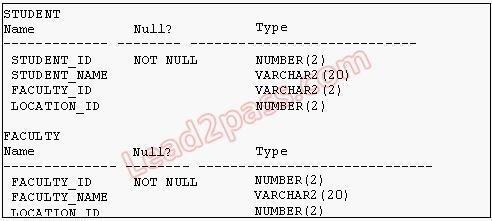 STUDENT
Name Null? Type
------------- -------- --------------------------
STUDENT_ID NOT NULL NUMBER(2)
STUDENT_NAME VARCHAR2(20)
FACULTY_ID VARCHAR2(2)
LOCATION_ID NUMBER(2)
FACULTY
Name Null? Type
-------------- -------- ----------------------------
FACULTY_ID NOT NULL NUMBER(2)
FACULTY_NAME VARCHAR2(20)
LOCATION_ID NUMBER(2)
Lead2pass.com